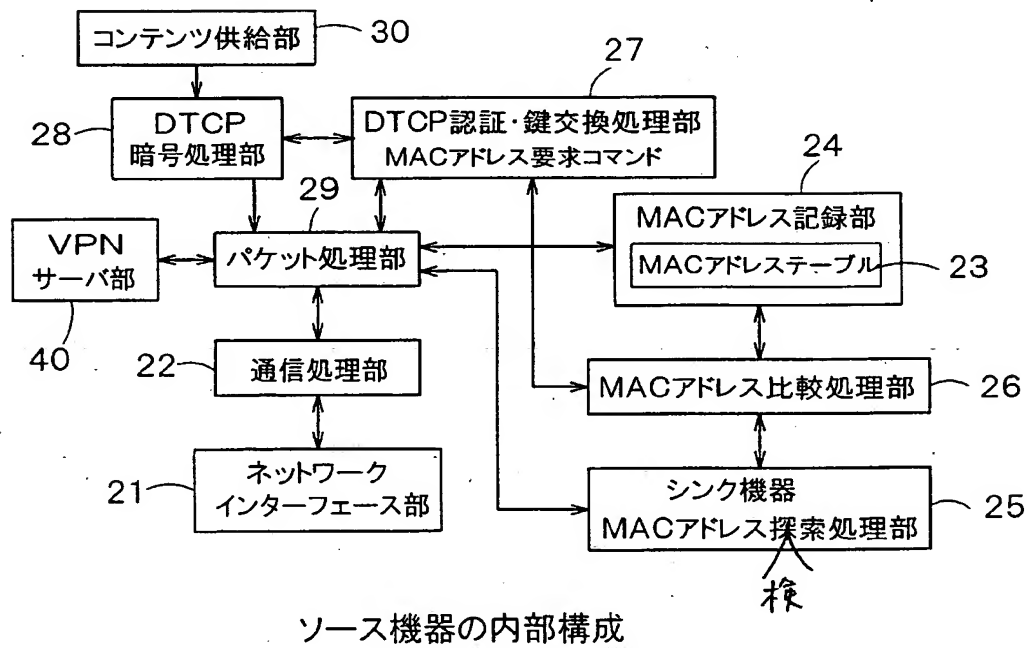 コンテンツ供給部
30
27
DTCP
暗号処理部
28
DTCP認証・鍵交換処理部
MACアドレス要求コマンド
24
29
MACアドレス記録部
MACアドレステーブル
23
VPN
サーバ部
40
パケット処理部
22
通信処理部
MACアドレス比較処理部
26
21
ネットワーク
インターフェース部
シンク機器
MACアドレス探索処理部
25
検
ソース機器の内部構成